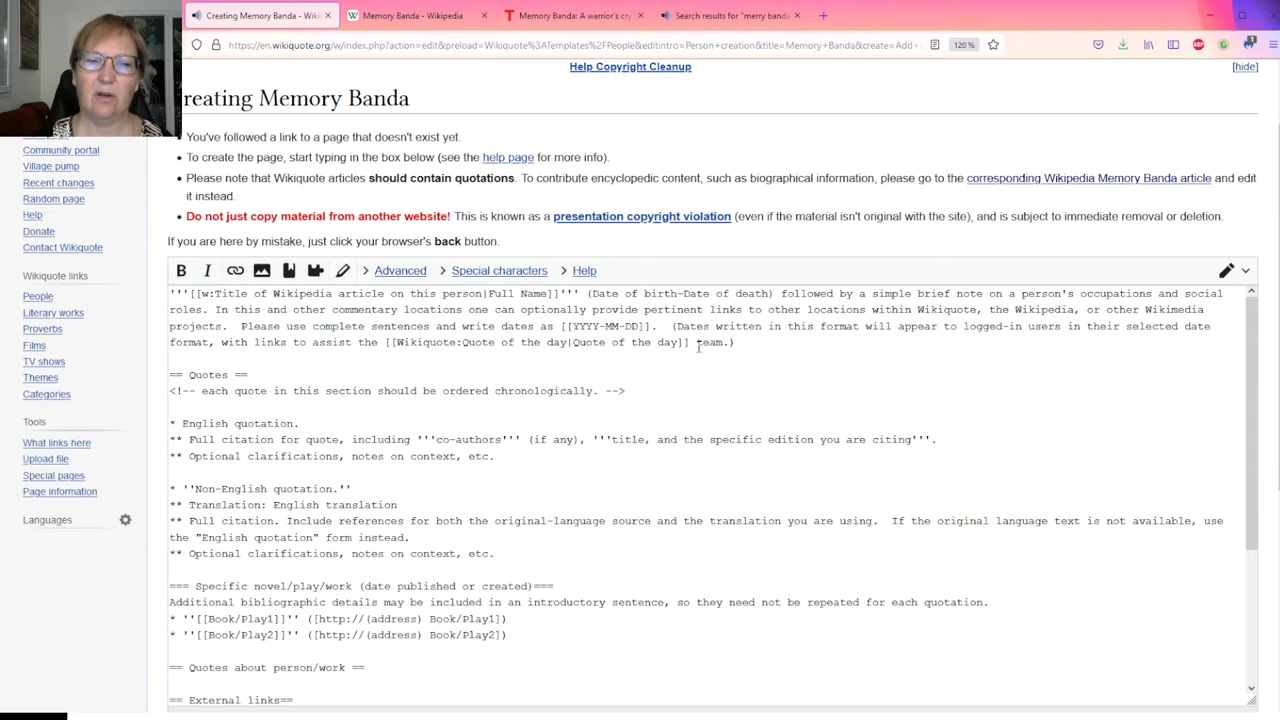 Creating Memory Banda - Wiki
Memory Banda - Wikipedia
Memory Banda: A warrior's cry
Search results for "merry banda
https://en.wikiquote.org/w/index.php?action=edit&preload=Wikiquote%3ATemplates%2FPeople&editintro=Person+creation&title=Memory+Banda&create=Add
120 %
Help Copyright Cleanup
[hide]
reating Memory Banda
You've followed a link to a page that doesn't exist yet.
To create the page, start typing in the box below (see the help page for more info).
Please note that Wikiquote articles should contain quotations. To contribute encyclopedic content, such as biographical information, please go to the corresponding Wikipedia Memory Banda article and edit
it instead.
Do not just copy material from another website! This is known as a presentation copyright violation (even if the material isn't original with the site), and is subject to immediate removal or deletion.
If you are here by mistake, just click your browser's back button.
Community portal
Village pump
Recent changes
Random page
Help
Donate
Contact Wikiquote
Wikiquote links
People
Literary works
Proverbs
Films
TV shows
Themes
Categories
Tools
What links here
Upload file
Special pages
Page information
Languages
B I Advanced Special characters Help
'''[[w:Title of Wikipedia article on this person|Full Name]]''' (Date of birth-Date of death) followed by a simple brief note on a person's occupations and social
roles. In this and other commentary locations one can optionally provide pertinent links to other locations within Wikiquote, the Wikipedia, or other Wikimedia
projects.  Please use complete sentences and write dates as [[YYYY-MM-DD]].  (Dates written in this format will appear to logged-in users in their selected date
format, with links to assist the [[Wikiquote:Quote of the day|Quote of the day]] team.)
== Quotes ==
<!-- each quote in this section should be ordered chronologically. -->
* English quotation.
** Full citation for quote, including '''co-authors''' (if any), '''title, and the specific edition you are citing'''.
** Optional clarifications, notes on context, etc.
* ''Non-English quotation.''
** Translation: English translation
** Full citation. Include references for both the original-language source and the translation you are using.  If the original language text is not available, use
the "English quotation" form instead.
** Optional clarifications, notes on context, etc.
=== Specific novel/play/work (date published or created)===
Additional bibliographic details may be included in an introductory sentence, so they need not be repeated for each quotation.
* ''[[Book/Play1]]'' ([http://(address) Book/Play1])
* ''[[Book/Play2]]'' ([http://(address) Book/Play2])
== Quotes about person/work ==
== External links==